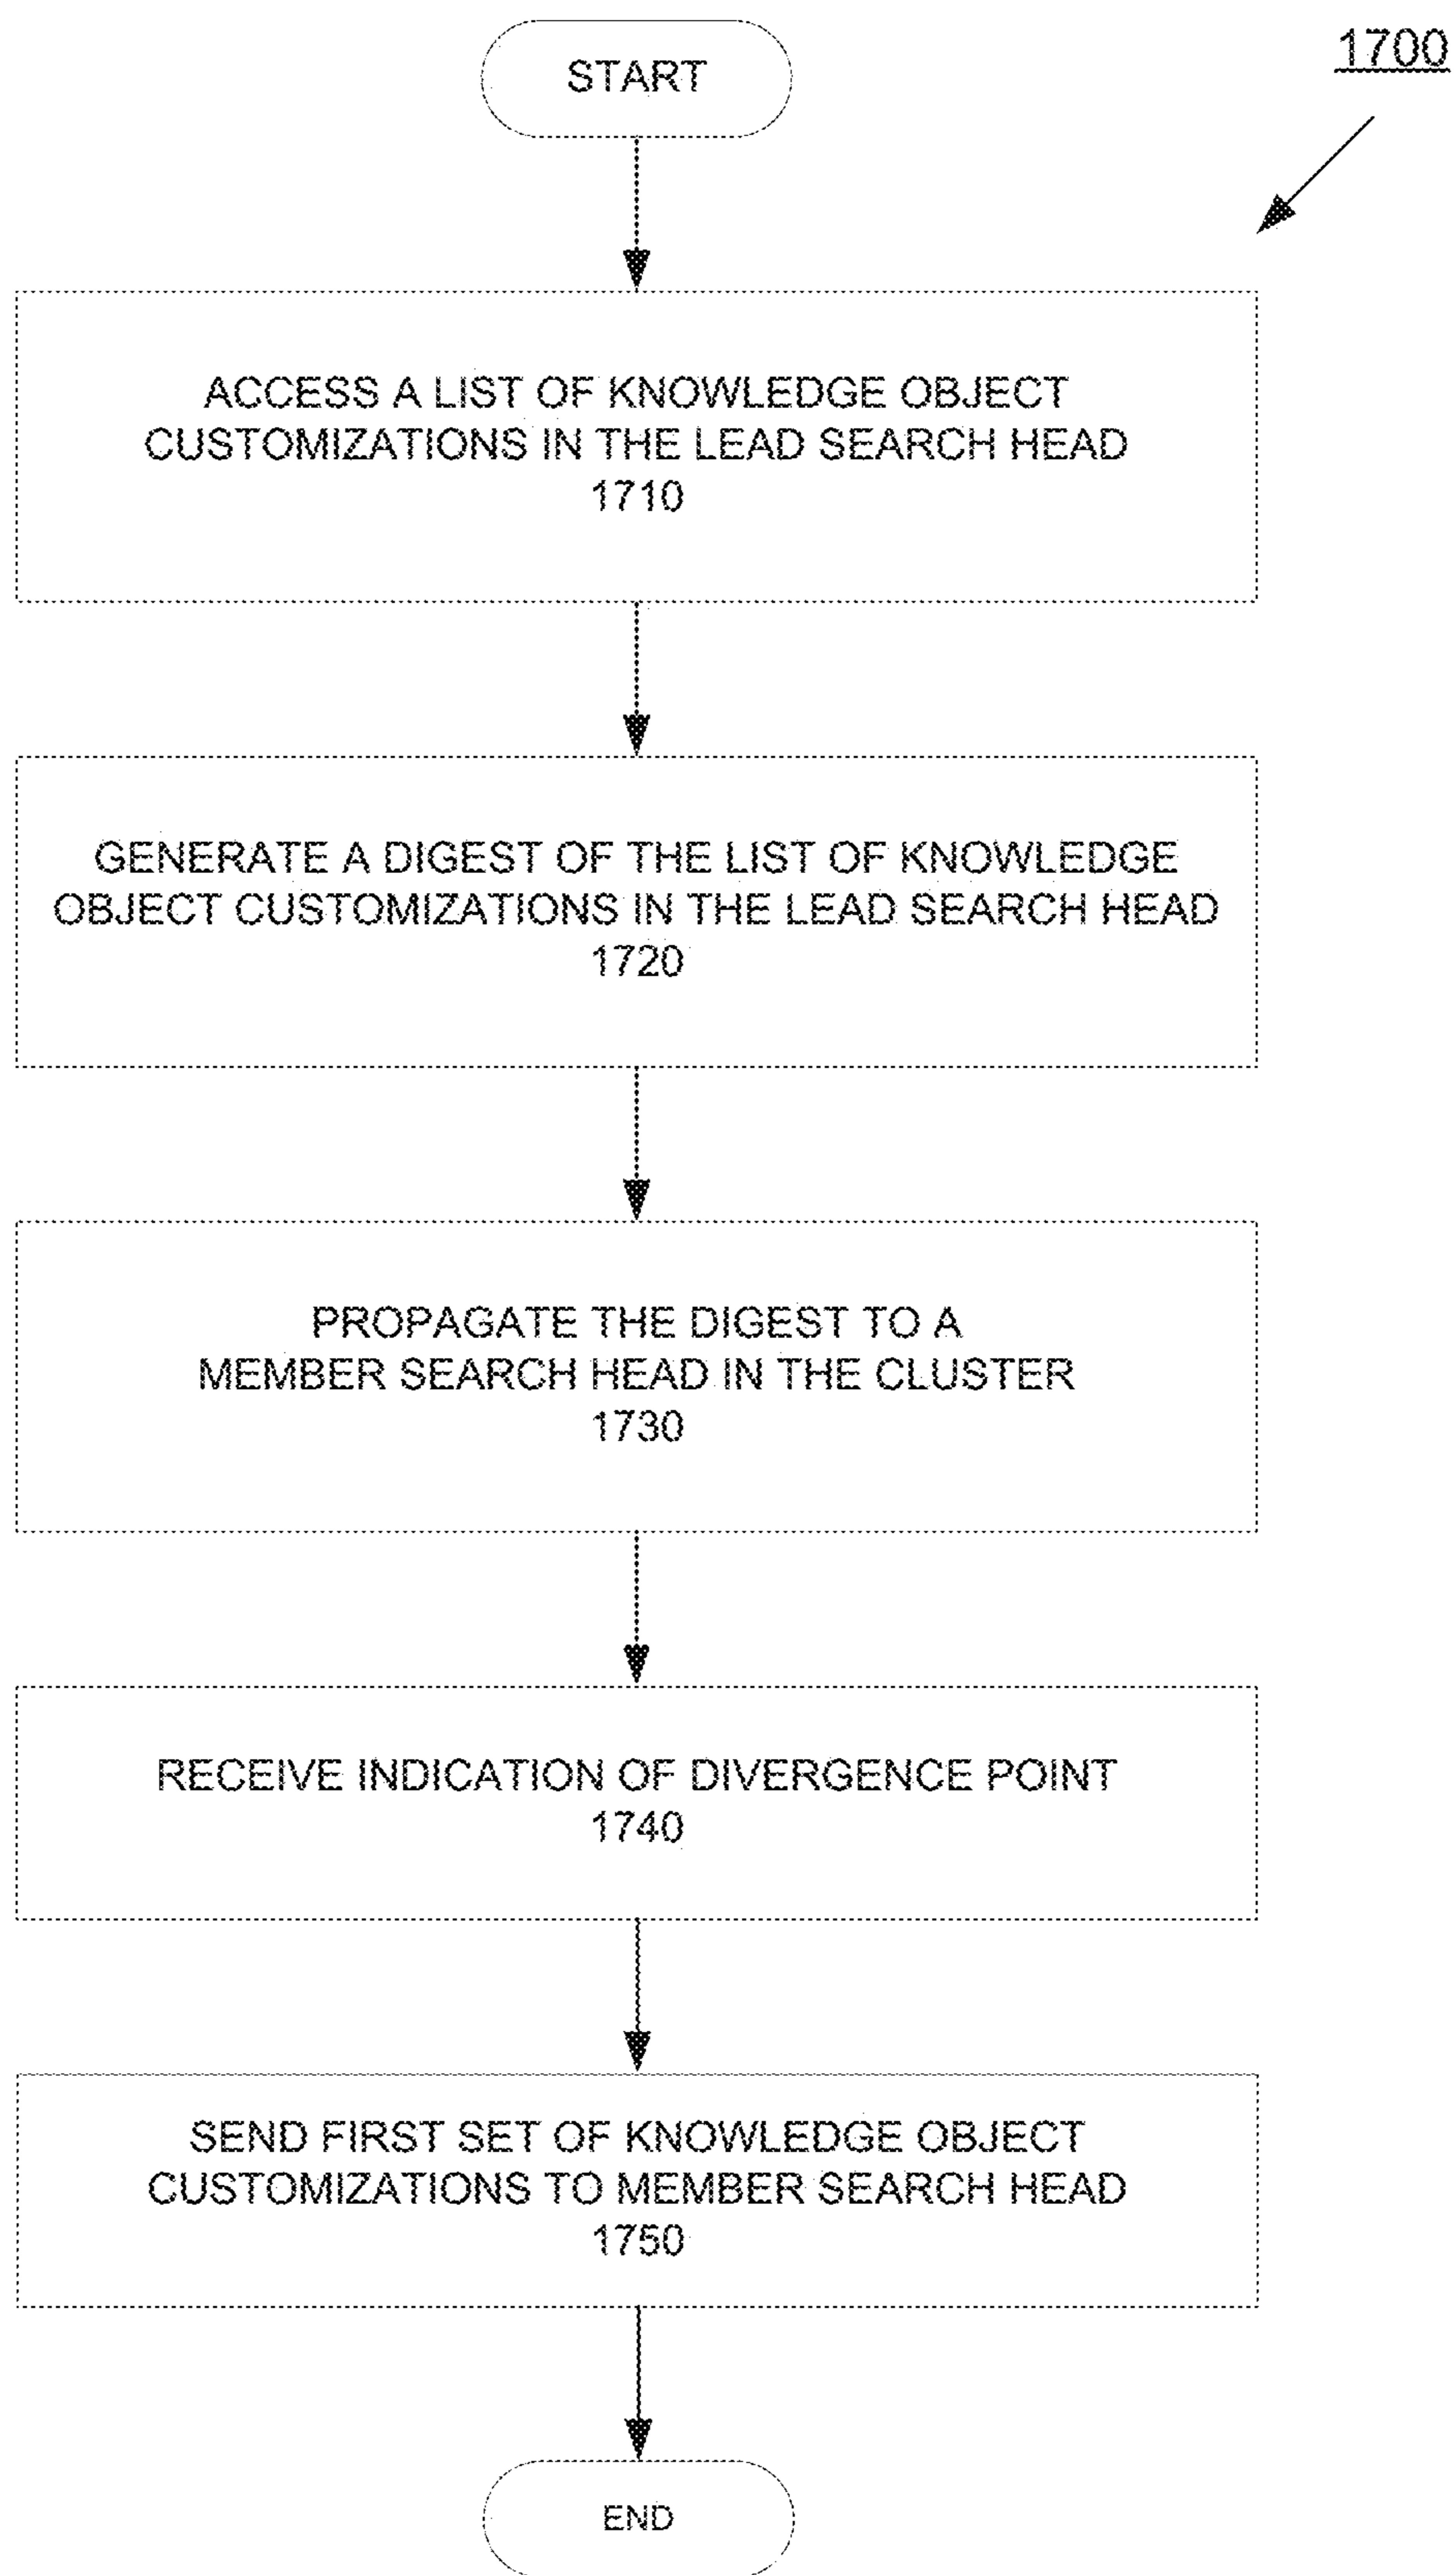 START
1700
ACCESS A LIST OF KNOWLEDGE OBJECT
CUSTOMIZATIONS IN THE LEAD SEARCH HEAD
1710
GENERATE A DIGEST OF THE LIST OF KNOWLEDGE
OBJECT CUSTOMIZATIONS IN THE LEAD SEARCH HEAD
1720
PROPAGATE THE DIGEST TO A
MEMBER SEARCH HEAD IN THE CLUSTER
1730
RECEIVE INDICATION OF DIVERGENCE POINT
1740
SEND FIRST SET OF KNOWLEDGE OBJECT
CUSTOMIZATIONS TO MEMBER SEARCH HEAD
1750
END